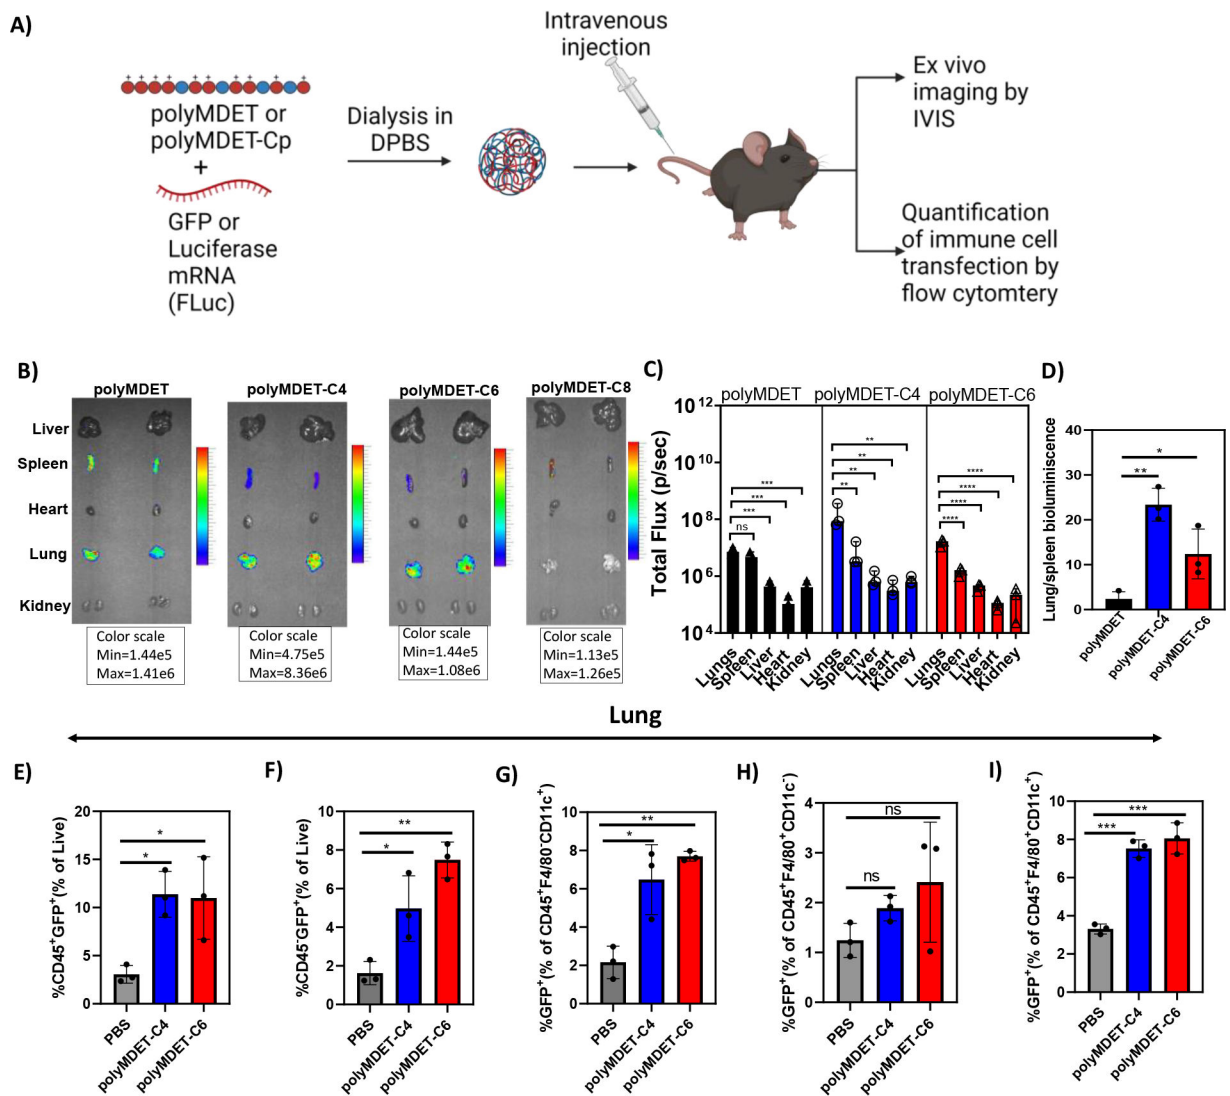 A)
+ + + + + + + + + +
polyMDET or
polyMDET-Cp
+
GFP or
Luciferase
mRNA
(FLuc)
Dialysis in
DPBS
Intravenous
injection
Ex vivo
imaging by
IVIS
Quantification
of immune cell
transfection by
flow cytomtery
B)
polyMDET
polyMDET-C4
polyMDET-C6
polyMDET-C8
Liver
Spleen
Heart
Lung
Kidney
Color scale
Min=1.44e5
Max=1.41e6
Color scale
Min=4.75e5
Max=8.36e6
Color scale
Min=1.44e5
Max=1.08e6
Color scale
Min=1.13e5
Max=1.26e5
C)
polyMDET
polyMDET-C4
polyMDET-C6
Total Flux (p/sec)
10^12
10^10
10^8
10^6
10^4
***
***
***
ns
**
**
**
**
****
****
****
****
Lungs
Spleen
Liver
Heart
Kidney
Lungs
Spleen
Liver
Heart
Kidney
Lungs
Spleen
Liver
Heart
Kidney
D)
Lung/spleen bioluminiscence
40
30
20
10
0
*
**
polyMDET
polyMDET-C4
polyMDET-C6
Lung
E)
%CD45⁺GFP⁺(% of Live)
20
15
10
5
0
*
*
PBS
polyMDET-C4
polyMDET-C6
F)
%CD45⁻GFP⁺(% of Live)
10
8
6
4
2
0
**
*
PBS
polyMDET-C4
polyMDET-C6
G)
%GFP⁺(% of CD45⁺F4/80⁻CD11c⁺)
10
8
6
4
2
0
**
*
PBS
polyMDET-C4
polyMDET-C6
H)
%GFP⁺(% of CD45⁺F4/80⁺CD11c⁻)
4
3
2
1
0
ns
ns
PBS
polyMDET-C4
polyMDET-C6
I)
%GFP⁺(% of CD45⁺F4/80⁺CD11c⁺)
10
8
6
4
2
0
***
***
PBS
polyMDET-C4
polyMDET-C6